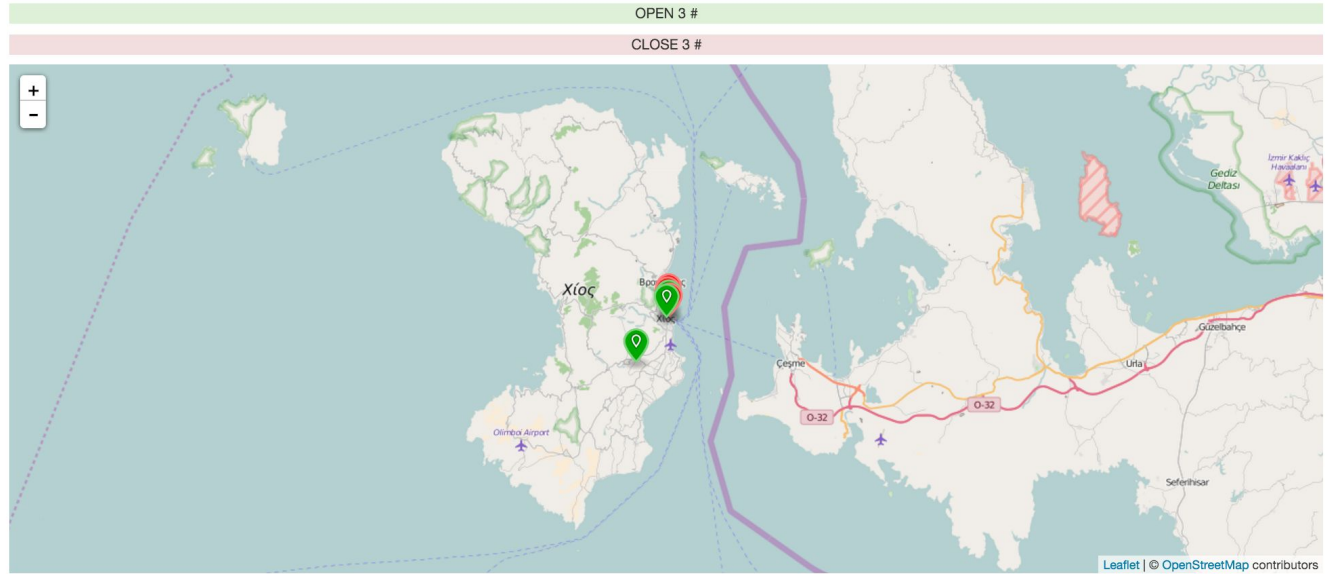 OPEN 3 #
CLOSE 3 #
+
-
İzmir Kaklıç
Havaalanı
Gediz
Deltası
Χίος
Χίος
Çeşme
Güzelbahçe
Urla
O-32
O-32
Olimboi Airport
Seferihisar
Leaflet | © OpenStreetMap contributors